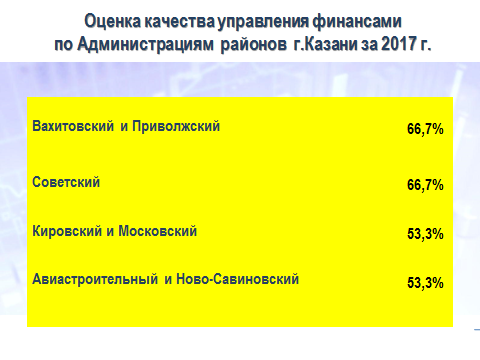 Оценка качества управления финансами
по Администрациям районов г.Казани за 2017 г.
Вахитовский и Приволжский 66,7%
Советский 66,7%
Кировский и Московский 53,3%
Авиастроительный и Ново-Савиновский 53,3%